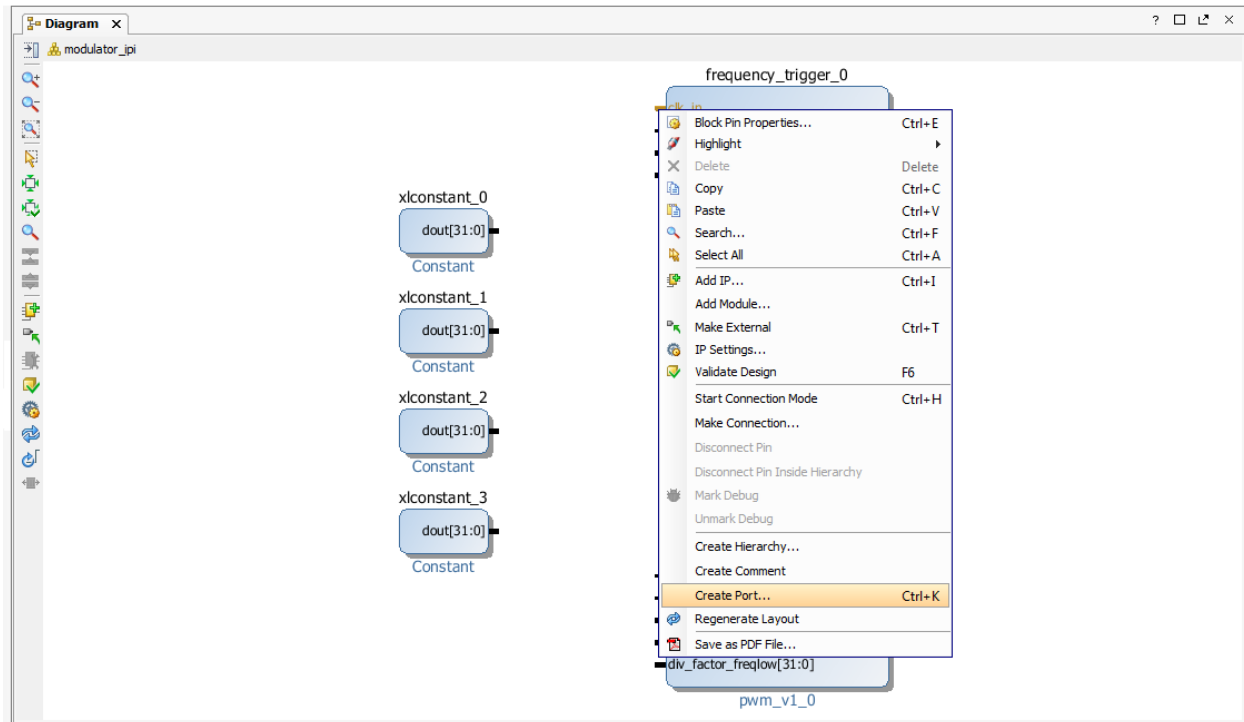 Diagram X
?
modulator_ipi
frequency_trigger_0
clk_in
xlconstant_0
dout[31:0]
Constant
xlconstant_1
dout[31:0]
Constant
xlconstant_2
dout[31:0]
Constant
xlconstant_3
dout[31:0]
Constant
Block Pin Properties... Ctrl+E
Highlight
Delete Delete
Copy Ctrl+C
Paste Ctrl+V
Search... Ctrl+F
Select All Ctrl+A
Add IP... Ctrl+I
Add Module...
Make External Ctrl+T
IP Settings...
Validate Design F6
Start Connection Mode Ctrl+H
Make Connection...
Disconnect Pin
Disconnect Pin Inside Hierarchy
Mark Debug
Unmark Debug
Create Hierarchy...
Create Comment
Create Port... Ctrl+K
Regenerate Layout
Save as PDF File...
div_factor_freqlow[31:0]
pwm_v1_0